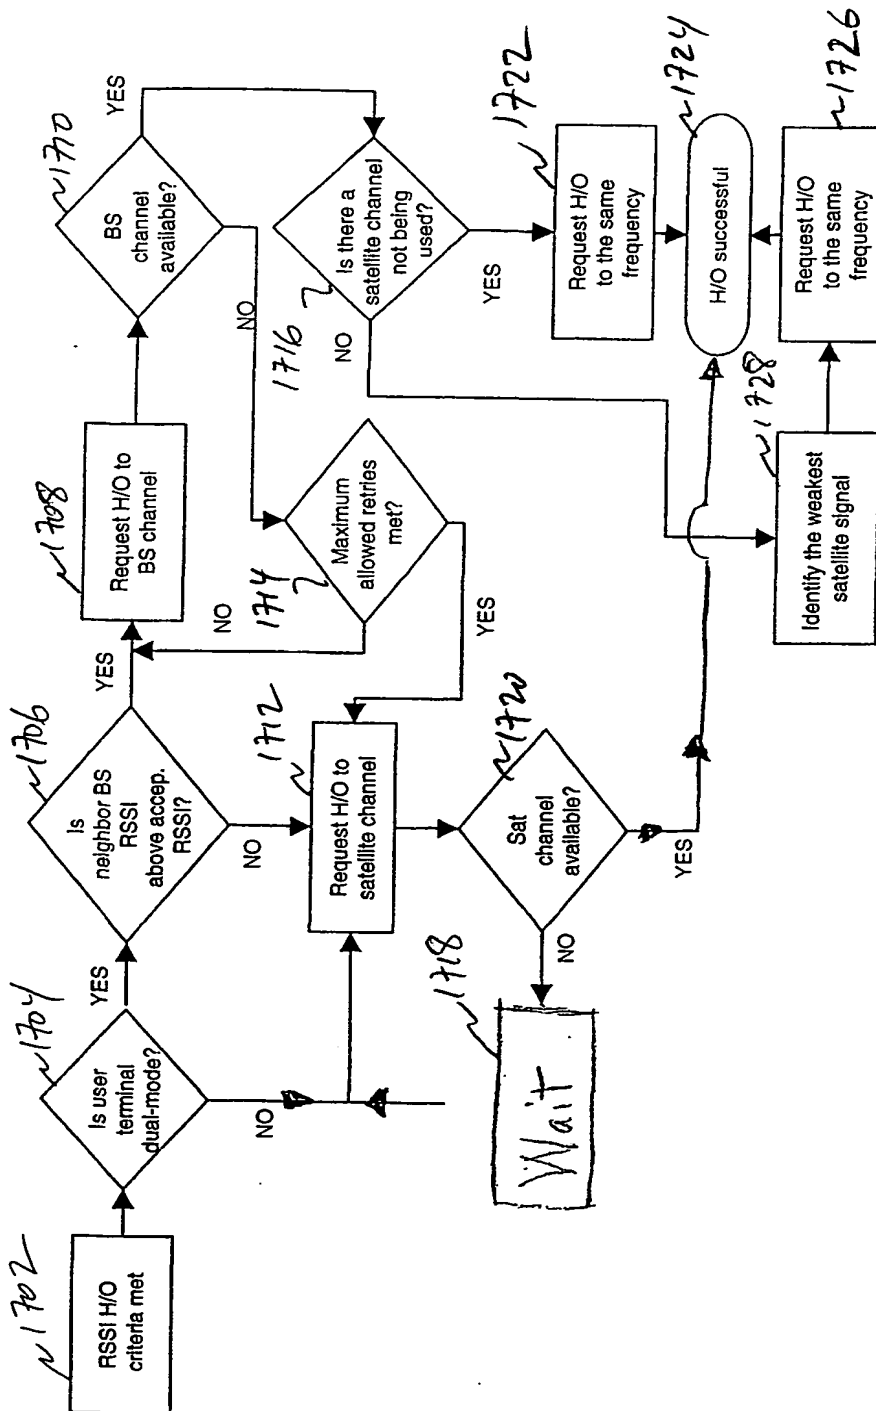 ~1702
RSSI H/O
criteria met
~1704
Is user
terminal
dual-mode?
YES
NO
~1706
Is
neighbor BS
RSSI
above accep.
RSSI?
YES
NO
~1708
Request H/O to
BS channel
~1710
BS
channel
available?
YES
NO
1712
Request H/O to
satellite channel
1714
Maximum
allowed retries
met?
NO
YES
1716
Is there a
satellite channel
not being
used?
NO
YES
1718
Wait
~1720
Sat
channel
available?
NO
YES
1722
Request H/O
to the same
frequency
~1724
H/O successful
~1728
Identify the weakest
satellite signal
~1726
Request H/O
to the same
frequency